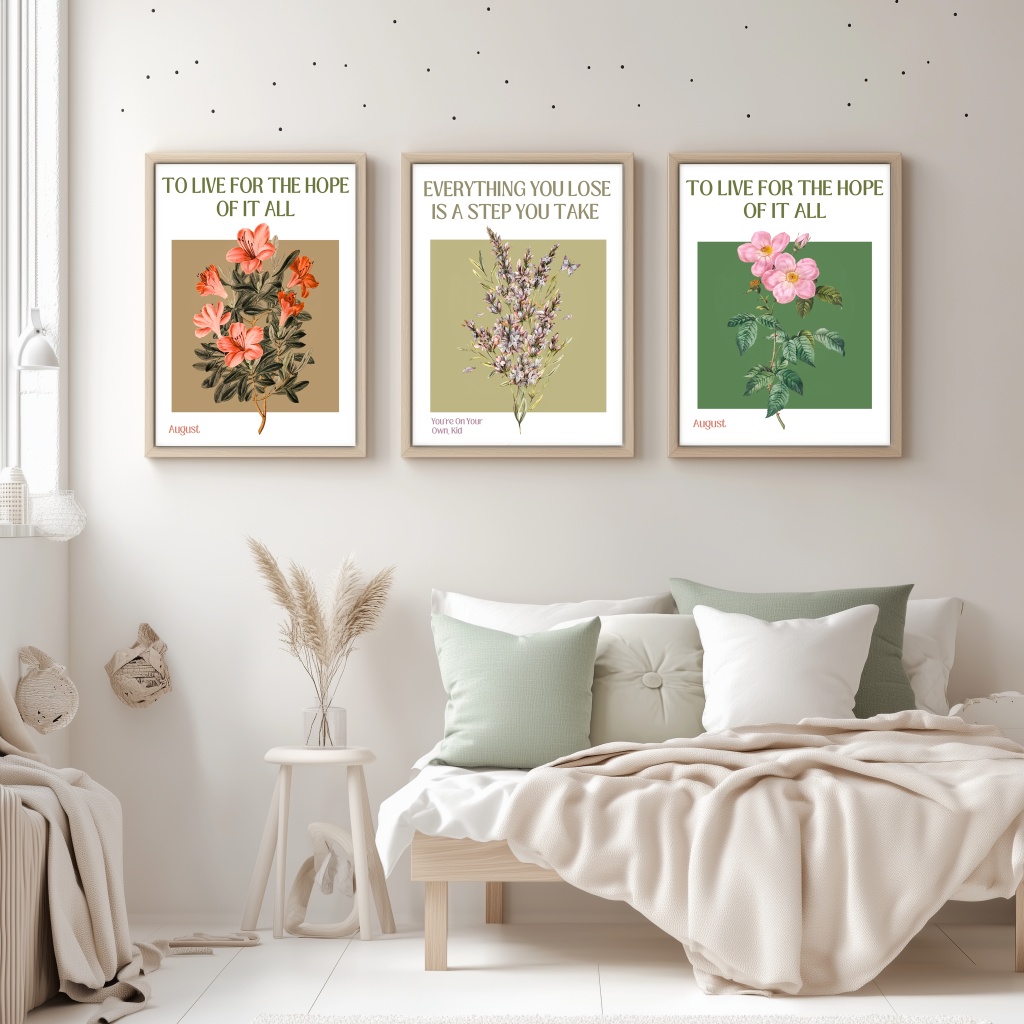 TO LIVE FOR THE HOPE
OF IT ALL
August
EVERYTHING YOU LOSE
IS A STEP YOU TAKE
You're On Your
Own, Kid
TO LIVE FOR THE HOPE
OF IT ALL
August